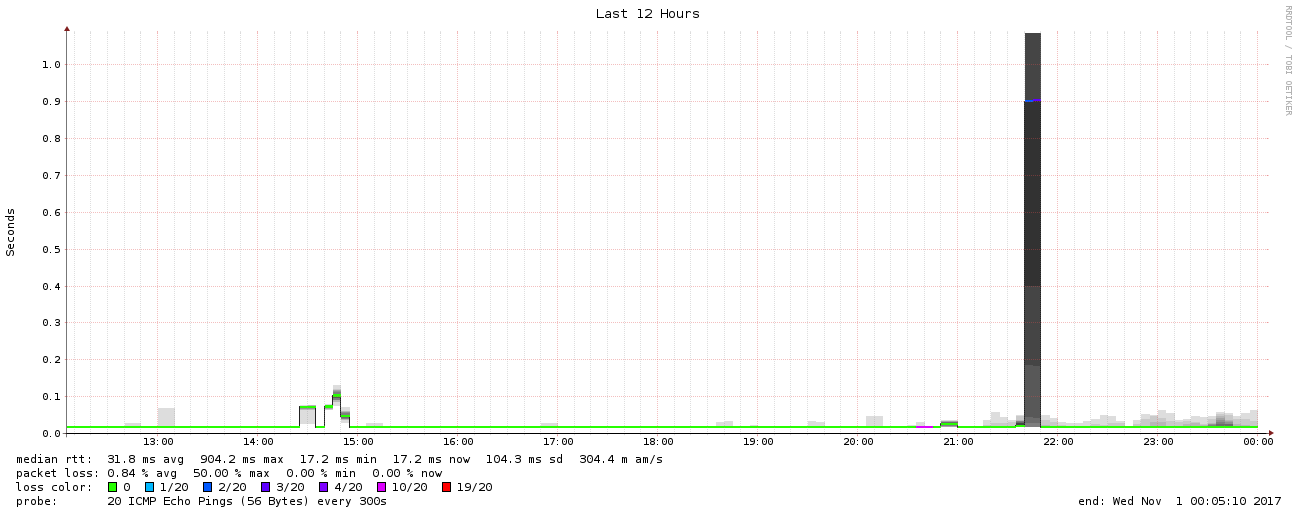 Last 12 Hours
RRDTOOL / TOBI OETIKER
Seconds
1.0
0.9
0.8
0.7
0.6
0.5
0.4
0.3
0.2
0.1
0.0
13:00 14:00 15:00 16:00 17:00 18:00 19:00 20:00 21:00 22:00 23:00 00:00
median rtt: 31.8 ms avg 904.2 ms max 17.2 ms min 17.2 ms now 104.3 ms sd 304.4 m am/s
packet loss: 0.84 % avg 50.00 % max 0.00 % min 0.00 % now
loss color: 0 1/20 2/20 3/20 4/20 10/20 19/20
probe: 20 ICMP Echo Pings (56 Bytes) every 300s end: Wed Nov 1 00:05:10 2017